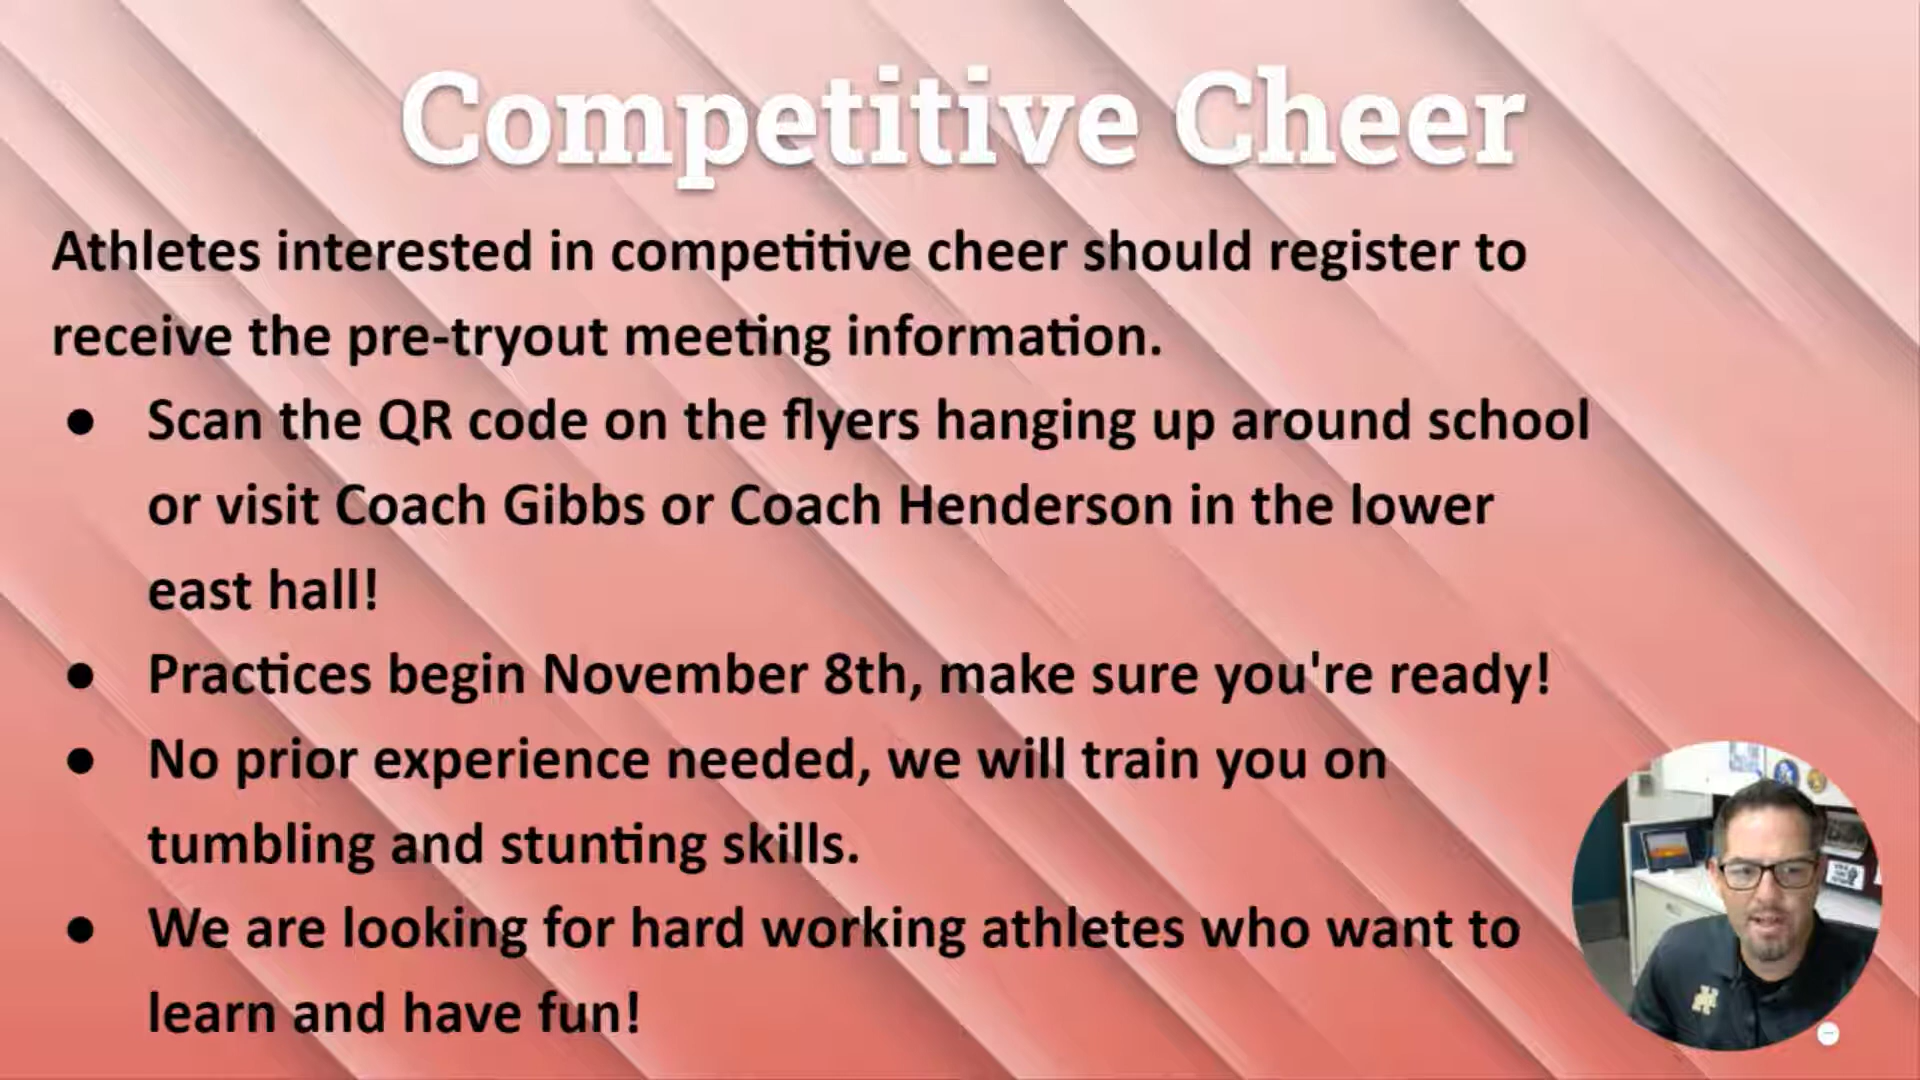 Competitive Cheer
Athletes interested in competitive cheer should register to
receive the pre-tryout meeting information.
● Scan the QR code on the flyers hanging up around school
or visit Coach Gibbs or Coach Henderson in the lower
east hall!
● Practices begin November 8th, make sure you're ready!
● No prior experience needed, we will train you on
tumbling and stunting skills.
● We are looking for hard working athletes who want to
learn and have fun!